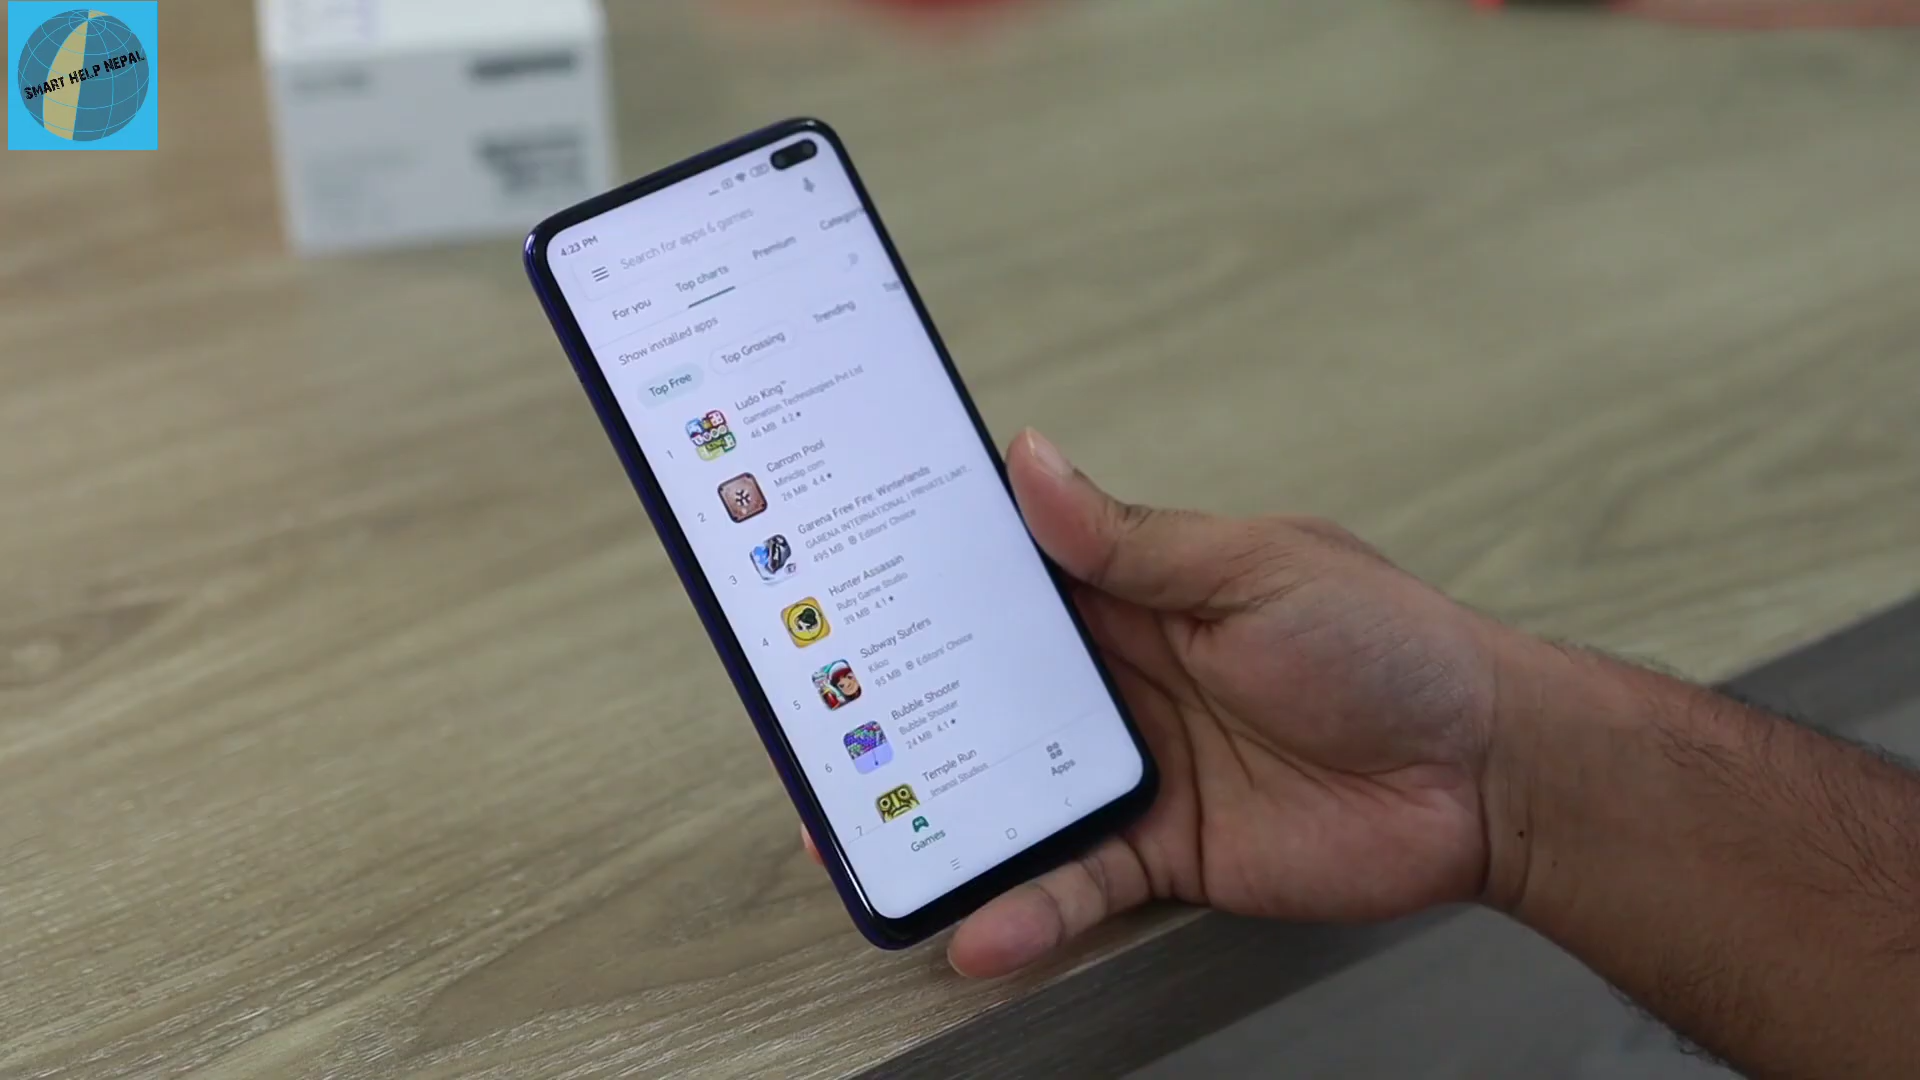 SMART HELP NEPAL
4:23 PM
Search for apps & games
For you
Top charts
Premium
Categories
Show installed apps
Top Free
Top Grossing
Trending
Top
1
Ludo King™
Gametion Technologies Pvt Ltd
46 MB 4.2★
2
Carrom Pool
Miniclip.com
26 MB 4.4★
3
Garena Free Fire: Winterlands
GARENA INTERNATIONAL I PRIVATE LIMIT...
495 MB Editors' Choice
4
Hunter Assassin
Ruby Game Studio
39 MB 4.1★
5
Subway Surfers
Kiloo
95 MB Editors' Choice
6
Bubble Shooter
Bubble Shooter
24 MB 4.1★
7
Temple Run
Imangi Studios
Games
Apps